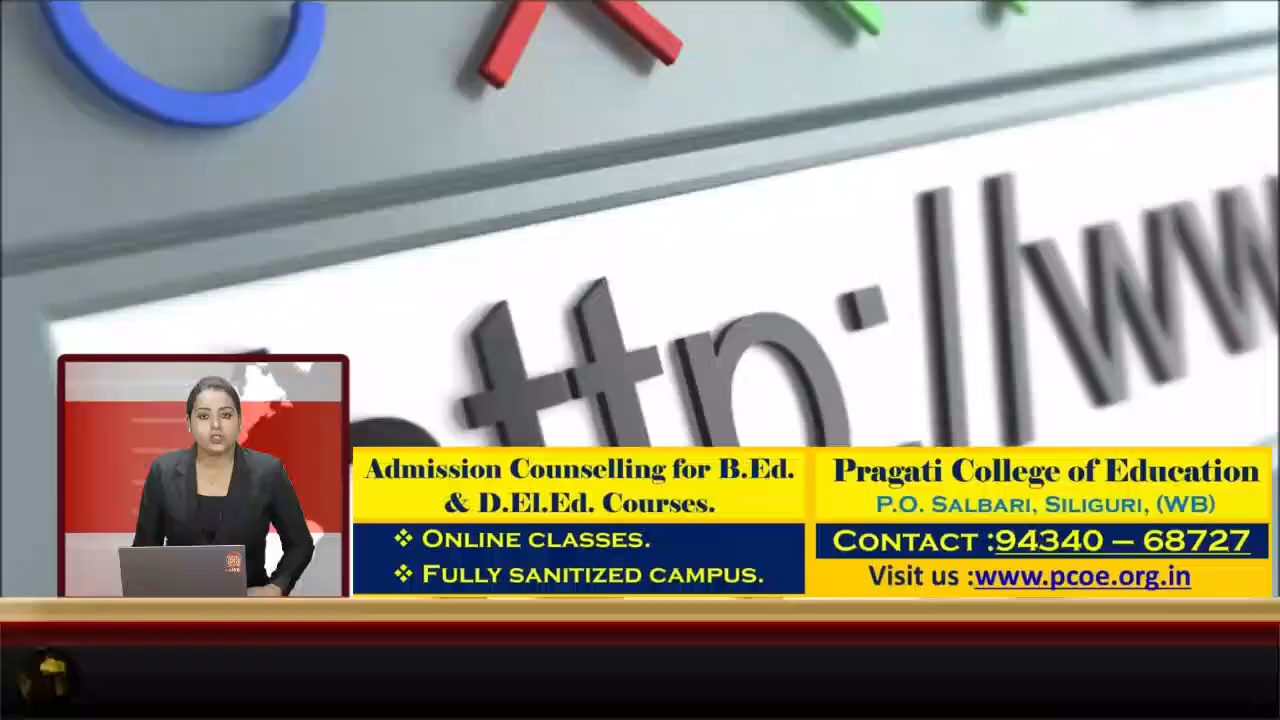 http://ww
Admission Counselling for B.Ed.
& D.El.Ed. Courses.
❖ ONLINE CLASSES.
❖ FULLY SANITIZED CAMPUS.
Pragati College of Education
P.O. SALBARI, SILIGURI, (WB)
CONTACT :94340 – 68727
Visit us :www.pcoe.org.in